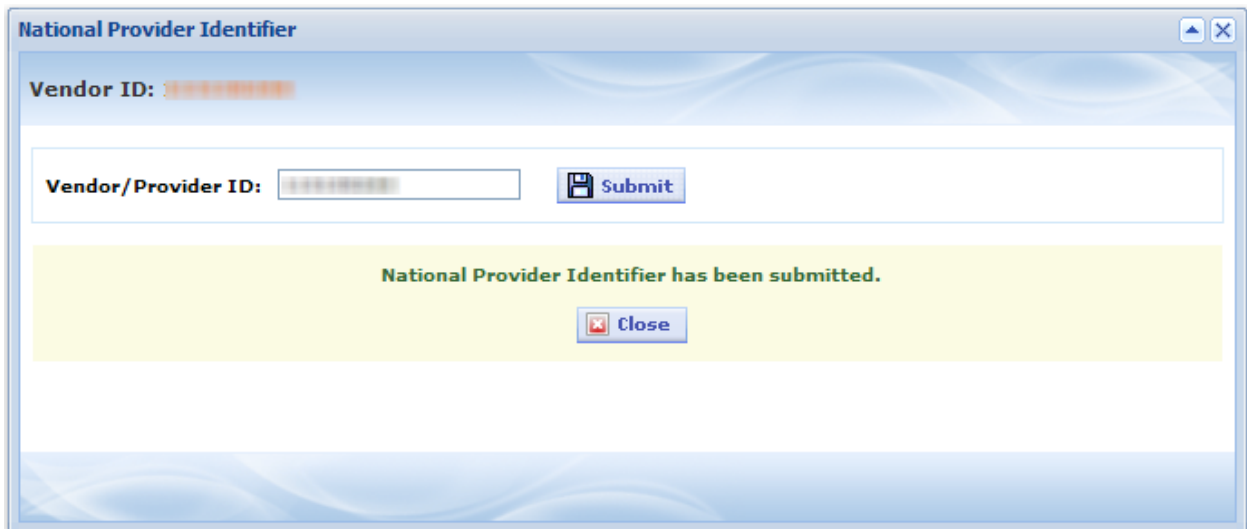 National Provider Identifier
Vendor ID:
Vendor/Provider ID:
Submit
National Provider Identifier has been submitted.
Close